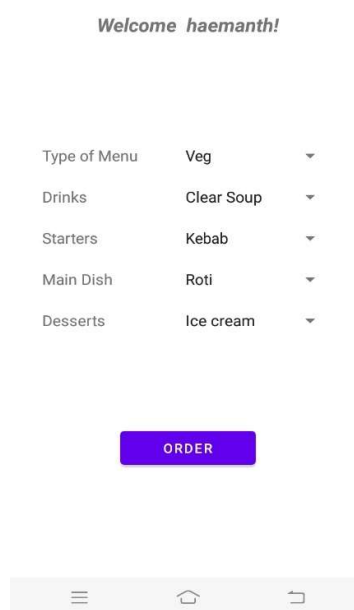 Welcome haemanth!
Type of Menu Veg
Drinks Clear Soup
Starters Kebab
Main Dish Roti
Desserts Ice cream
ORDER